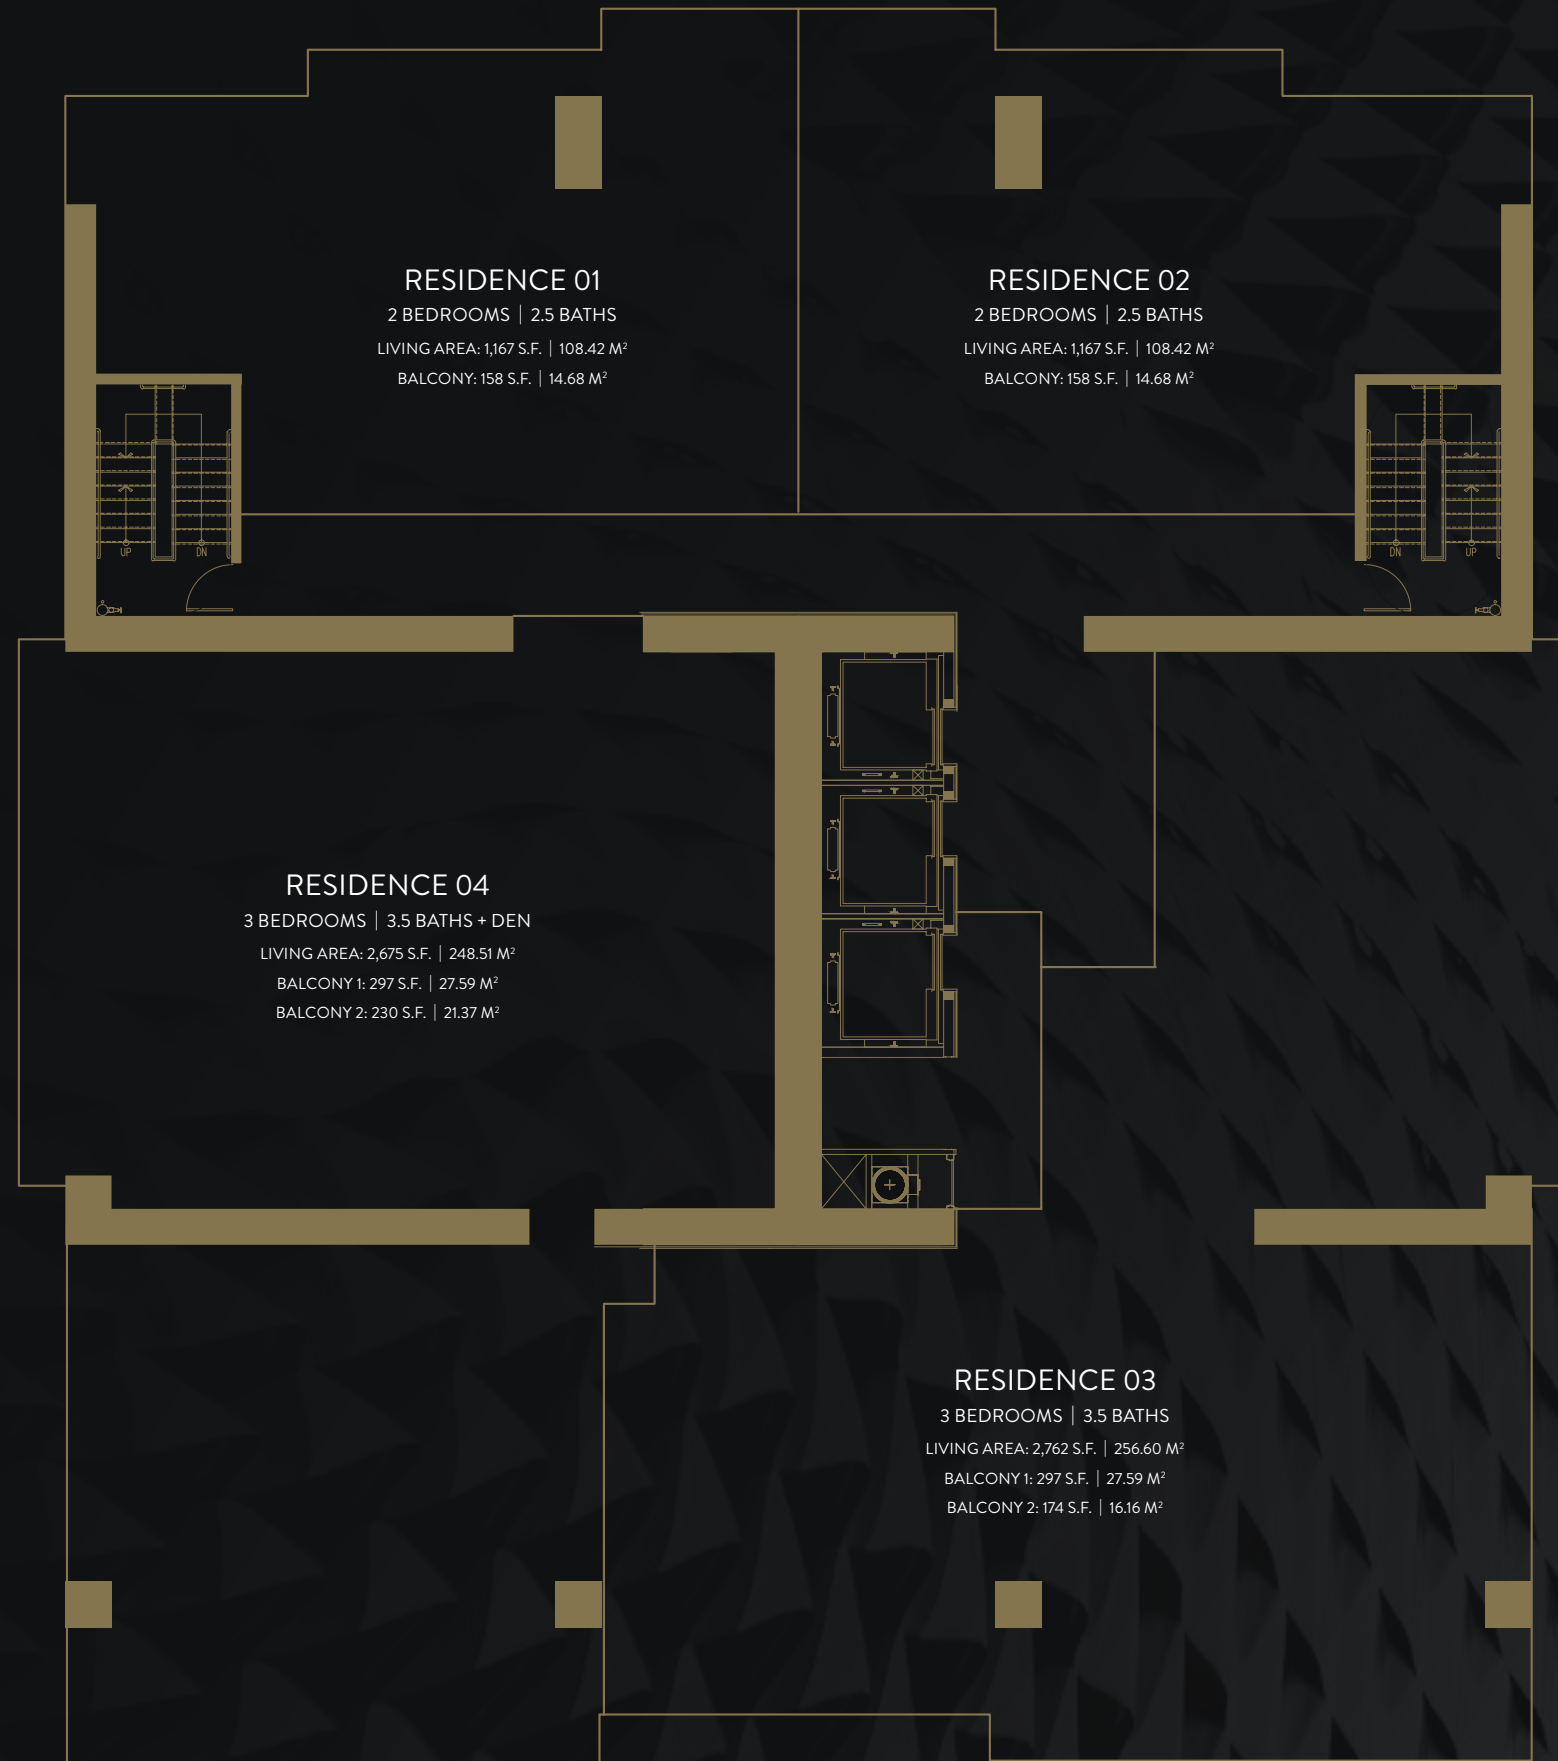 RESIDENCE 01
2 BEDROOMS | 2.5 BATHS
LIVING AREA: 1,167 S.F. | 108.42 M²
BALCONY: 158 S.F. | 14.68 M²
RESIDENCE 02
2 BEDROOMS | 2.5 BATHS
LIVING AREA: 1,167 S.F. | 108.42 M²
BALCONY: 158 S.F. | 14.68 M²
UP DN
DN UP
RESIDENCE 04
3 BEDROOMS | 3.5 BATHS + DEN
LIVING AREA: 2,675 S.F. | 248.51 M²
BALCONY 1: 297 S.F. | 27.59 M²
BALCONY 2: 230 S.F. | 21.37 M²
RESIDENCE 03
3 BEDROOMS | 3.5 BATHS
LIVING AREA: 2,762 S.F. | 256.60 M²
BALCONY 1: 297 S.F. | 27.59 M²
BALCONY 2: 174 S.F. | 16.16 M²